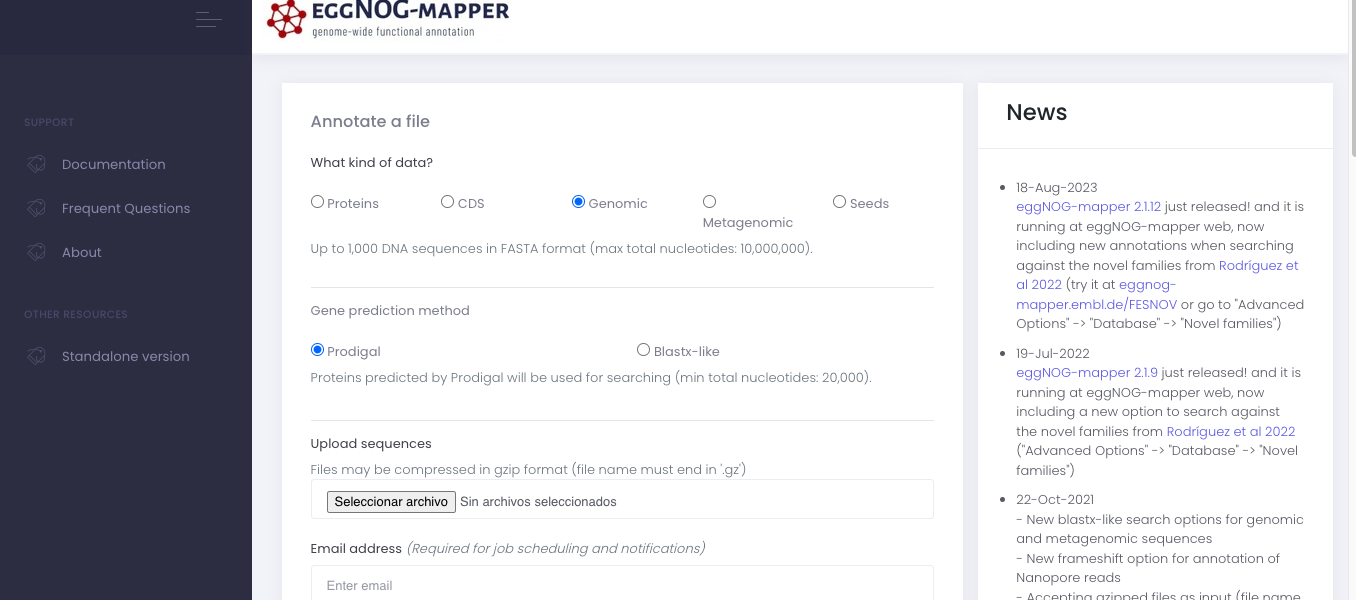 EGGNOG-MAPPER
genome-wide functional annotation
SUPPORT
Documentation
Frequent Questions
About
OTHER RESOURCES
Standalone version
Annotate a file
What kind of data?
Proteins
CDS
Genomic
Metagenomic
Seeds
Up to 1,000 DNA sequences in FASTA format (max total nucleotides: 10,000,000).
Gene prediction method
Prodigal
Blastx-like
Proteins predicted by Prodigal will be used for searching (min total nucleotides: 20,000).
Upload sequences
Files may be compressed in gzip format (file name must end in '.gz')
Seleccionar archivo Sin archivos seleccionados
Email address (Required for job scheduling and notifications)
Enter email
News
18-Aug-2023
eggNOG-mapper 2.1.12 just released! and it is
running at eggNOG-mapper web, now
including new annotations when searching
against the novel families from Rodríguez et
al 2022 (try it at eggnog-
mapper.embl.de/FESNOV or go to "Advanced
Options" -> "Database" -> "Novel families")
19-Jul-2022
eggNOG-mapper 2.1.9 just released! and it is
running at eggNOG-mapper web, now
including a new option to search against
the novel families from Rodríguez et al 2022
("Advanced Options" -> "Database" -> "Novel
families")
22-Oct-2021
- New blastx-like search options for genomic
and metagenomic sequences
- New frameshift option for annotation of
Nanopore reads
- Accepting gzipped files as input (file name